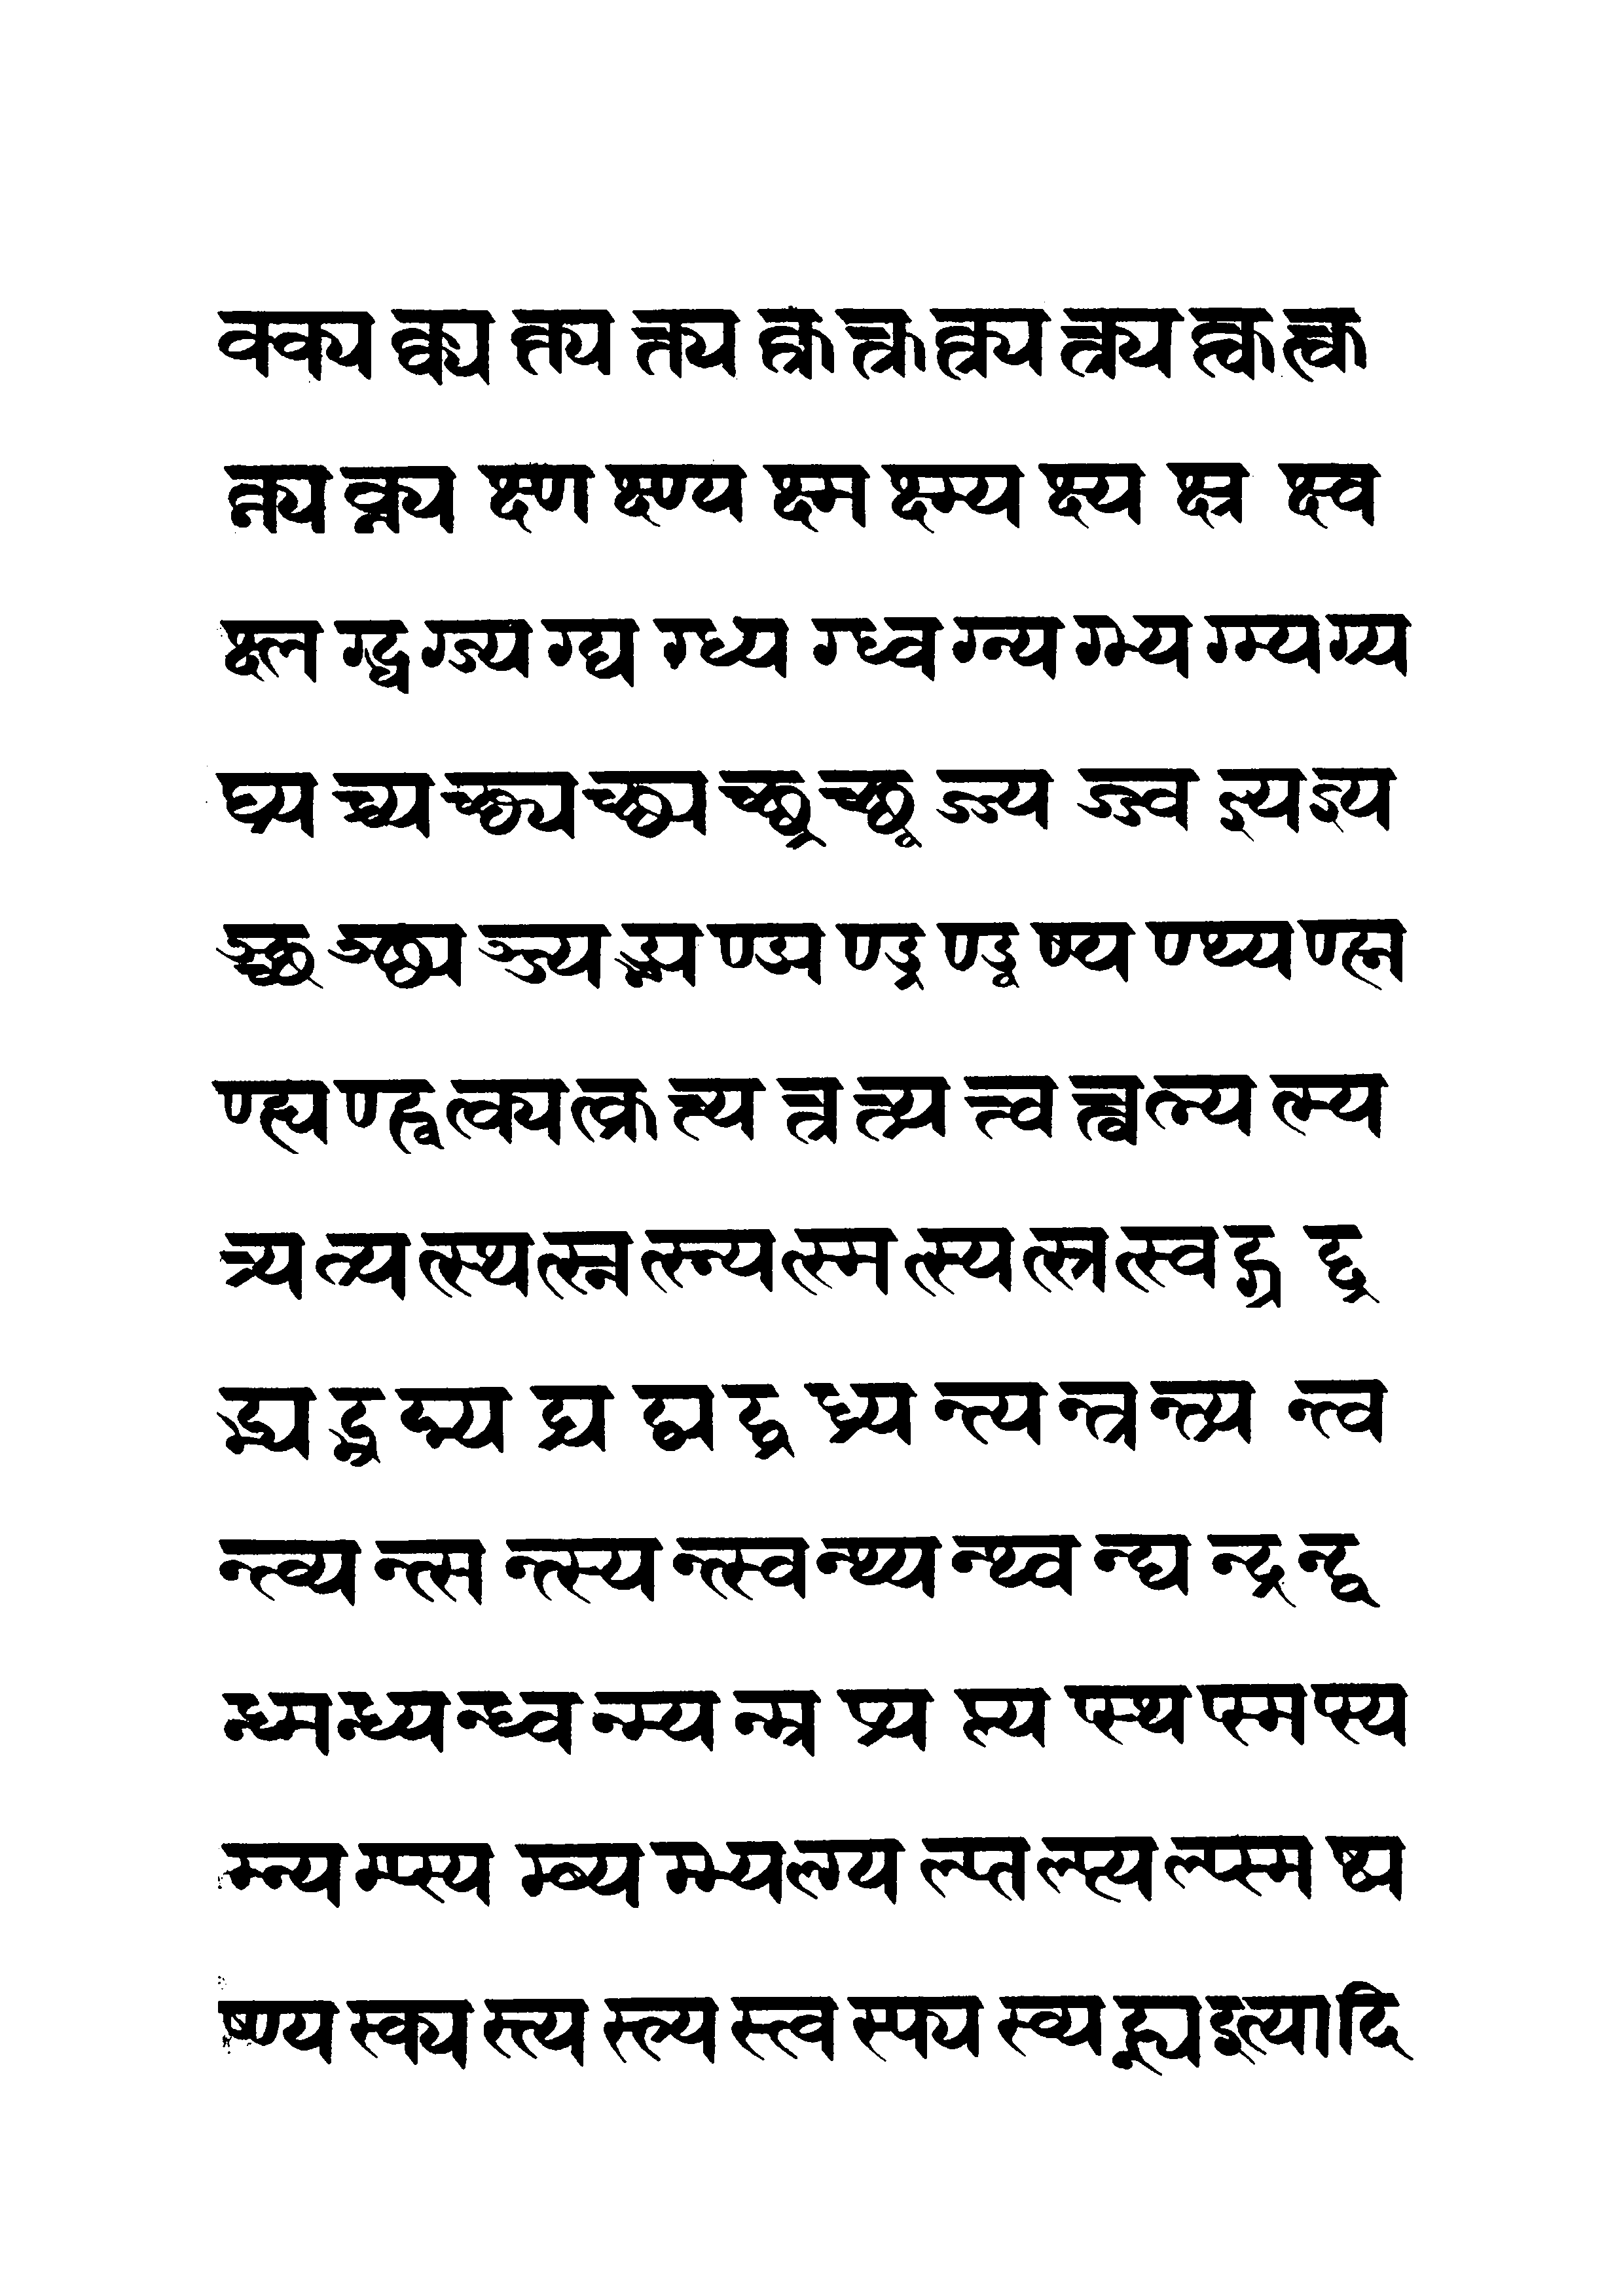 क्क्य क्क्य क्त्य क्त्य क्त्र क्त्र क्त्र्य क्त्र्य क्त्व क्त्व
क्न्य क्न्य क्ष्ण क्ष्ण्य क्ष्म क्ष्म्य क्ष्य क्ष्र क्ष्व
क्ष्ल ग्द्ध ग्ज्य ग्द्य ग्ध्य ग्ध्व ग्न्य ग्भ्य ग्म्य ग्र्य
घ्र्य च्च्य च्छ्य च्छ्य च्छ्र च्छृ ज्ज्य ज्ज्व ज्ञ्य ज्ञ्य
ञ्च्छ ञ्छ्य ञ्ज्य ण्ड्य ण्ड्र ण्डृ ण्थ्य ण्ह्न
ण्ह्य ण्ह्व त्क्य त्क्र त्त्य त्त्र त्त्र्य त्त्व त्त्व त्न्य त्म्य
त्र्य त्र्य त्स्थ त्स्न त्स्न्य त्स्म त्स्य त्स्र त्स्व द्ग्र
द्भ्य द्भ्र द्म्य द्र्य द्व्य द्व्र ध्र्य न्त्य न्त्र न्त्र्य न्त्व
न्त्व्य न्त्स न्त्स्य न्त्स्व न्थ्य न्थ्व न्द्य न्द्र न्द्व
न्ध्म न्ध्य न्ध्व न्म्य न्म्र प्र्य प्ल्य प्स्थ प्स्म प्स्य
म्न्य म्प्स्य म्ब्य म्भ्य ल्ग्य ल्प्त ल्प्स्म
ष्ण्य स्क्य स्त्य स्त्व स्फ्य स्व्य इत्यादि